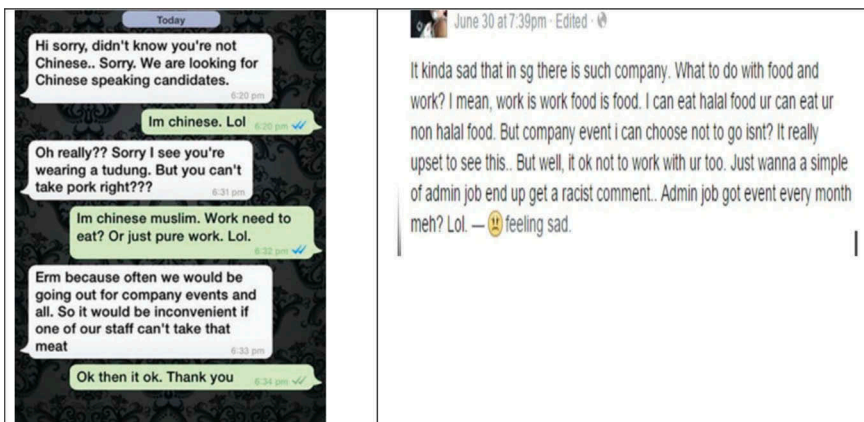 Today
Hi sorry, didn't know you're not
Chinese.. Sorry. We are looking for
Chinese speaking candidates.
6:20 pm
Im chinese. Lol
6:20 pm
Oh really?? Sorry I see you're
wearing a tudung. But you can't
take pork right???
6:31 pm
Im chinese muslim. Work need to
eat? Or just pure work. Lol.
6:32 pm
Erm because often we would be
going out for company events and
all. So it would be inconvenient if
one of our staff can't take that
meat
6:33 pm
Ok then it ok. Thank you
6:34 pm
June 30 at 7:39pm · Edited ·
It kinda sad that in sg there is such company. What to do with food and
work? I mean, work is work food is food. I can eat halal food ur can eat ur
non halal food. But company event i can choose not to go isnt? It really
upset to see this.. But well, it ok not to work with ur too. Just wanna a simple
of admin job end up get a racist comment.. Admin job got event every month
meh? Lol. — feeling sad.